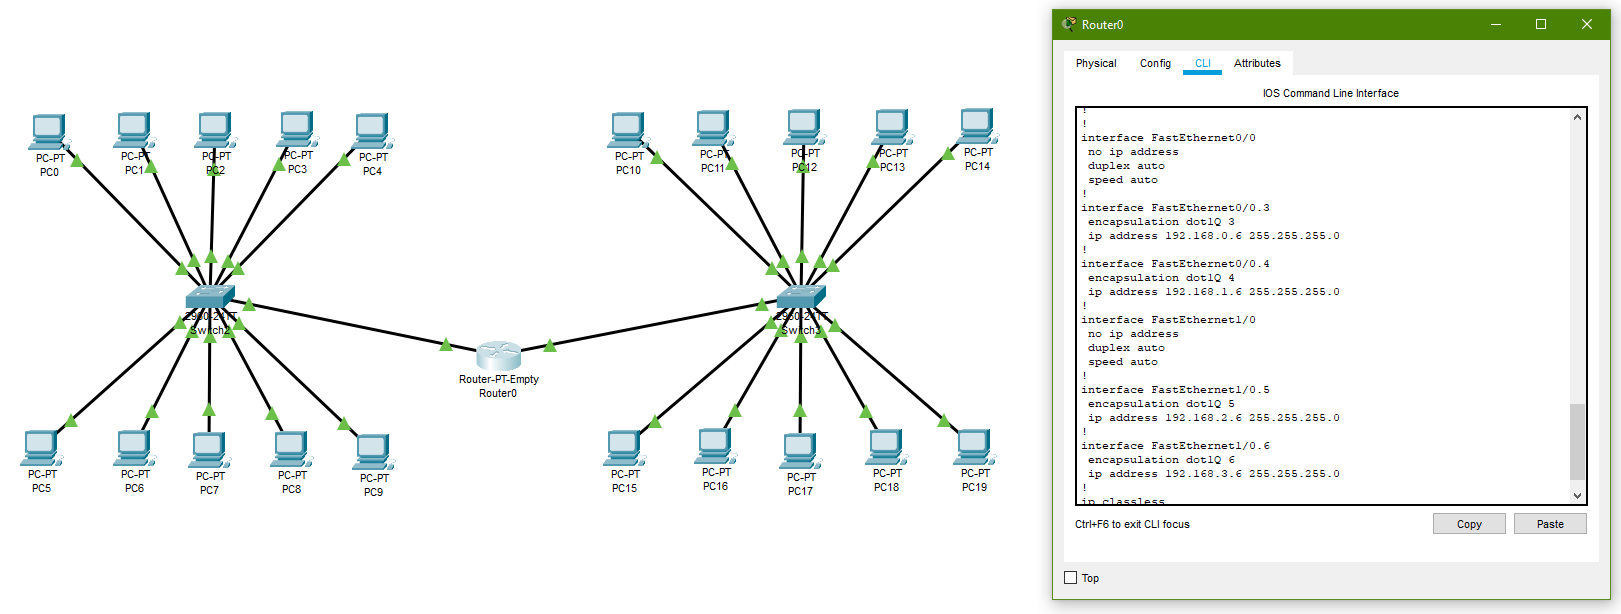 PC-PT
PC0
PC-PT
PC1
PC-PT
PC2
PC-PT
PC3
PC-PT
PC4
PC-PT
PC10
PC-PT
PC11
PC-PT
PC12
PC-PT
PC13
PC-PT
PC14
2960-24TT
Switch2
2960-24TT
Switch3
Router-PT-Empty
Router0
PC-PT
PC5
PC-PT
PC6
PC-PT
PC7
PC-PT
PC8
PC-PT
PC9
PC-PT
PC15
PC-PT
PC16
PC-PT
PC17
PC-PT
PC18
PC-PT
PC19
Router0
Physical Config CLI Attributes
IOS Command Line Interface
!
!
interface FastEthernet0/0
no ip address
duplex auto
speed auto
!
interface FastEthernet0/0.3
encapsulation dot1Q 3
ip address 192.168.0.6 255.255.255.0
!
interface FastEthernet0/0.4
encapsulation dot1Q 4
ip address 192.168.1.6 255.255.255.0
!
interface FastEthernet1/0
no ip address
duplex auto
speed auto
!
interface FastEthernet1/0.5
encapsulation dot1Q 5
ip address 192.168.2.6 255.255.255.0
!
interface FastEthernet1/0.6
encapsulation dot1Q 6
ip address 192.168.3.6 255.255.255.0
!
ip classless
Ctrl+F6 to exit CLI focus
Copy
Paste
Top